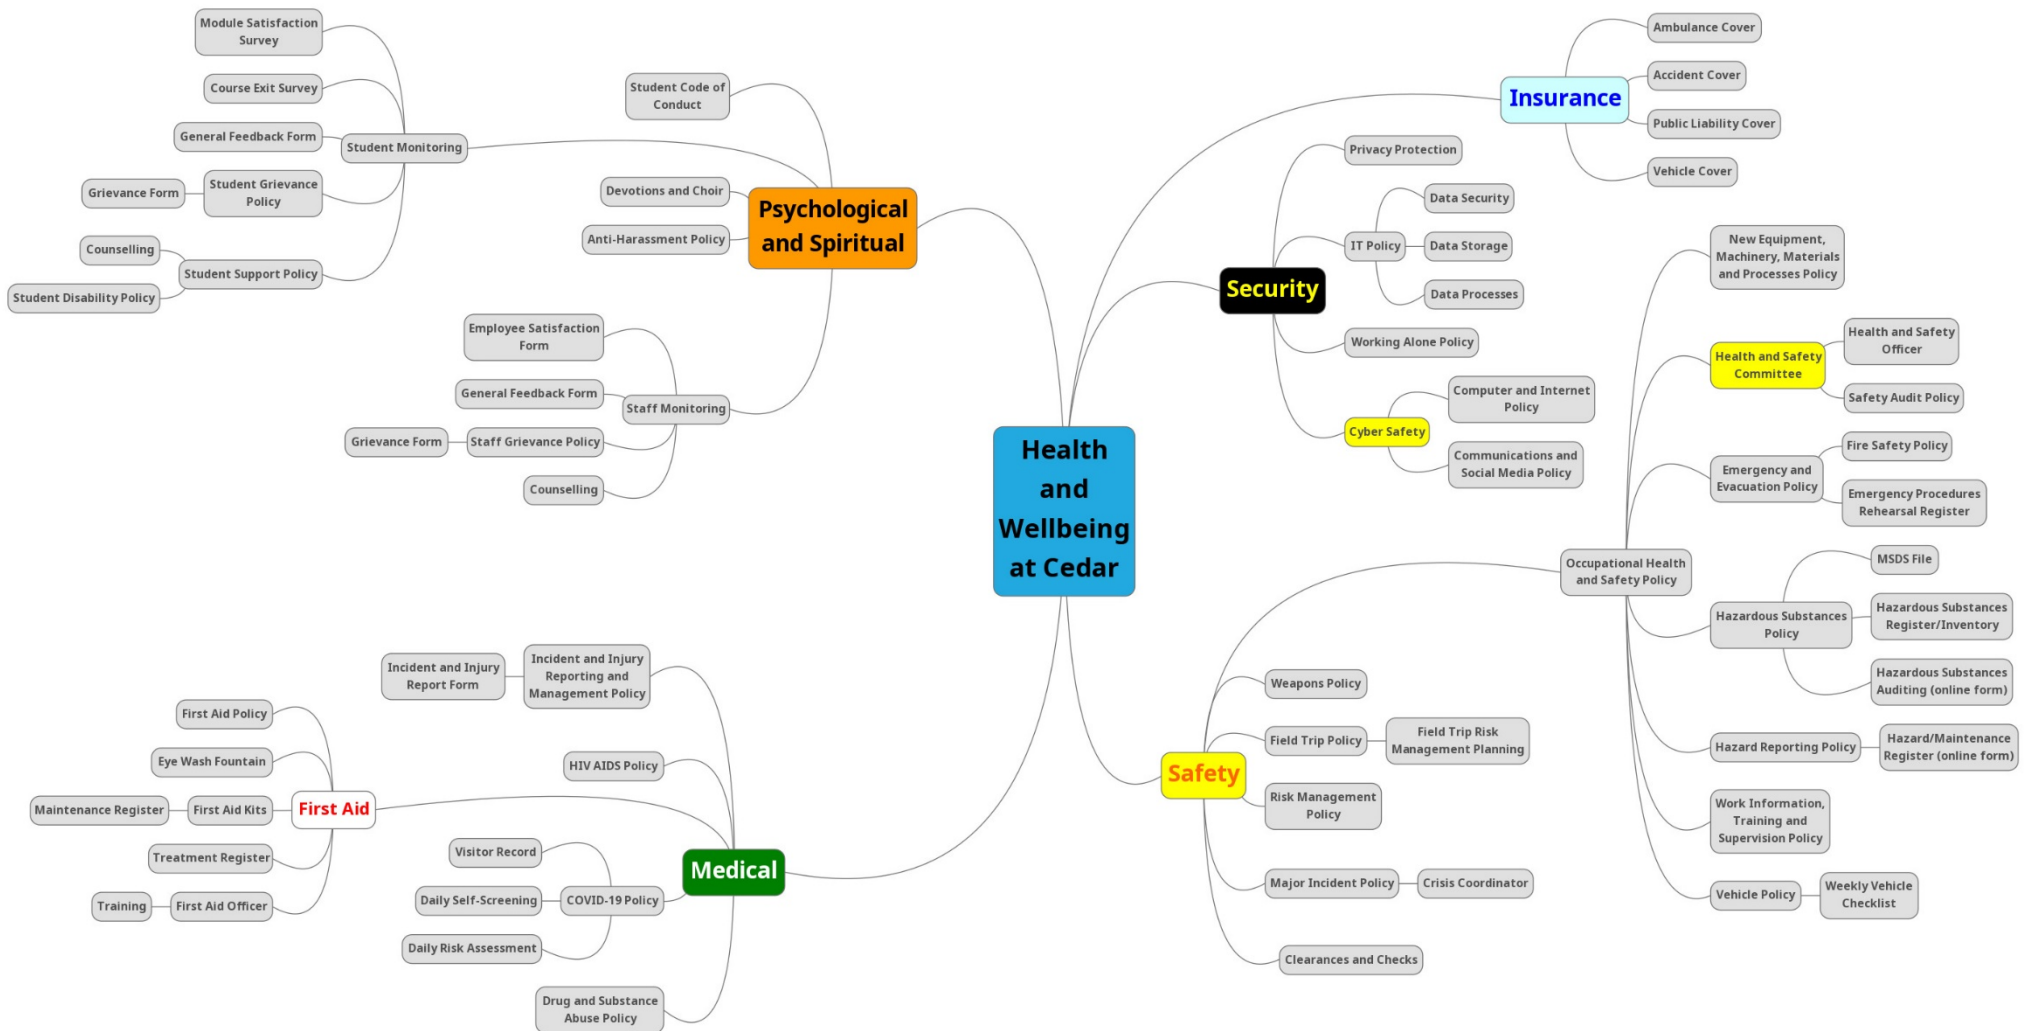 Health
and
Wellbeing
at Cedar
Psychological
and Spiritual
Student Code of
Conduct
Student Monitoring
Module Satisfaction
Survey
Course Exit Survey
General Feedback Form
Student Grievance
Policy
Grievance Form
Student Support Policy
Counselling
Student Disability Policy
Devotions and Choir
Anti-Harassment Policy
Staff Monitoring
Employee Satisfaction
Form
General Feedback Form
Staff Grievance Policy
Grievance Form
Counselling
Medical
Incident and Injury
Reporting and
Management Policy
Incident and Injury
Report Form
HIV AIDS Policy
First Aid
First Aid Policy
Eye Wash Fountain
First Aid Kits
Maintenance Register
Treatment Register
First Aid Officer
Training
COVID-19 Policy
Visitor Record
Daily Self-Screening
Daily Risk Assessment
Drug and Substance
Abuse Policy
Insurance
Ambulance Cover
Accident Cover
Public Liability Cover
Vehicle Cover
Security
Privacy Protection
IT Policy
Data Security
Data Storage
Data Processes
Working Alone Policy
Cyber Safety
Computer and Internet
Policy
Communications and
Social Media Policy
Safety
Occupational Health
and Safety Policy
New Equipment,
Machinery, Materials
and Processes Policy
Health and Safety
Committee
Health and Safety
Officer
Safety Audit Policy
Emergency and
Evacuation Policy
Fire Safety Policy
Emergency Procedures
Rehearsal Register
Hazardous Substances
Policy
MSDS File
Hazardous Substances
Register/Inventory
Hazardous Substances
Auditing (online form)
Hazard Reporting Policy
Hazard/Maintenance
Register (online form)
Work Information,
Training and
Supervision Policy
Vehicle Policy
Weekly Vehicle
Checklist
Weapons Policy
Field Trip Policy
Field Trip Risk
Management Planning
Risk Management
Policy
Major Incident Policy
Crisis Coordinator
Clearances and Checks